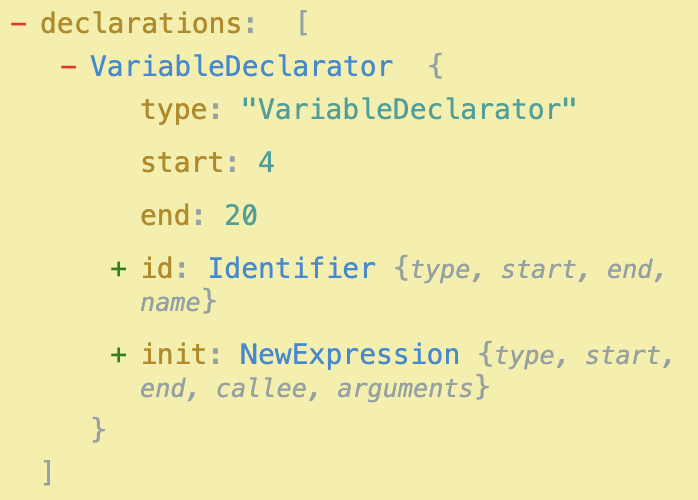 − declarations: [
− VariableDeclarator {
type: "VariableDeclarator"
start: 4
end: 20
+ id: Identifier {type, start, end,
name}
+ init: NewExpression {type, start,
end, callee, arguments}
}
]